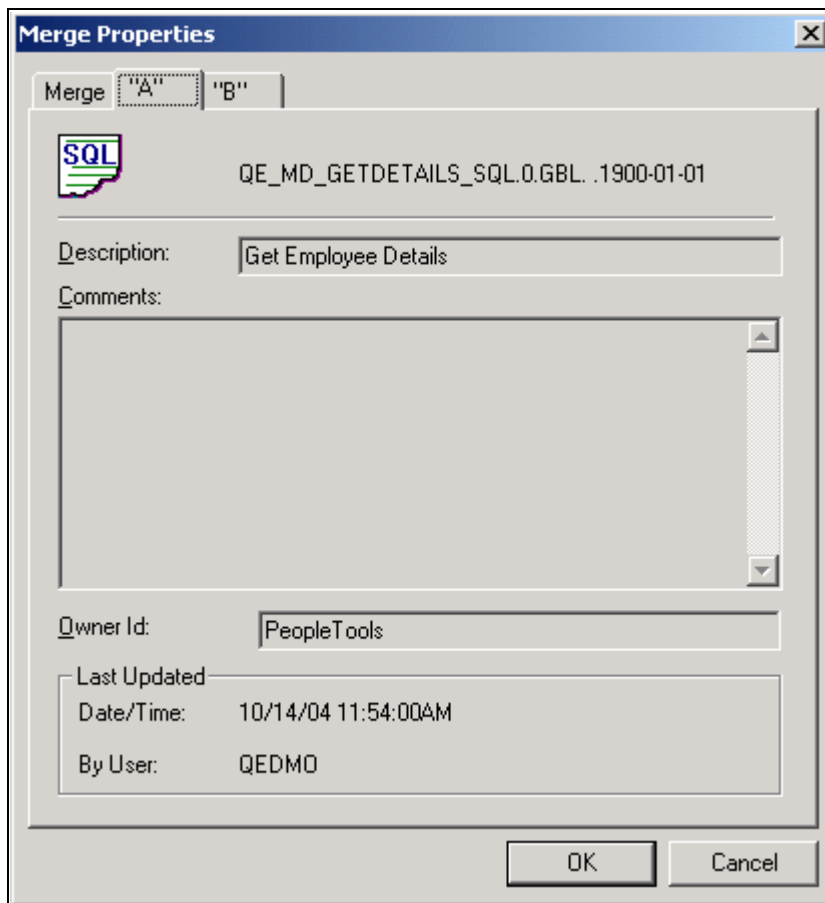 Merge Properties
Merge "A" "B"
SQL
QE_MD_GETDETAILS_SQL.0.GBL. .1900-01-01
Description: Get Employee Details
Comments:
Owner Id: PeopleTools
Last Updated
Date/Time: 10/14/04 11:54:00AM
By User: QEDMO
OK Cancel